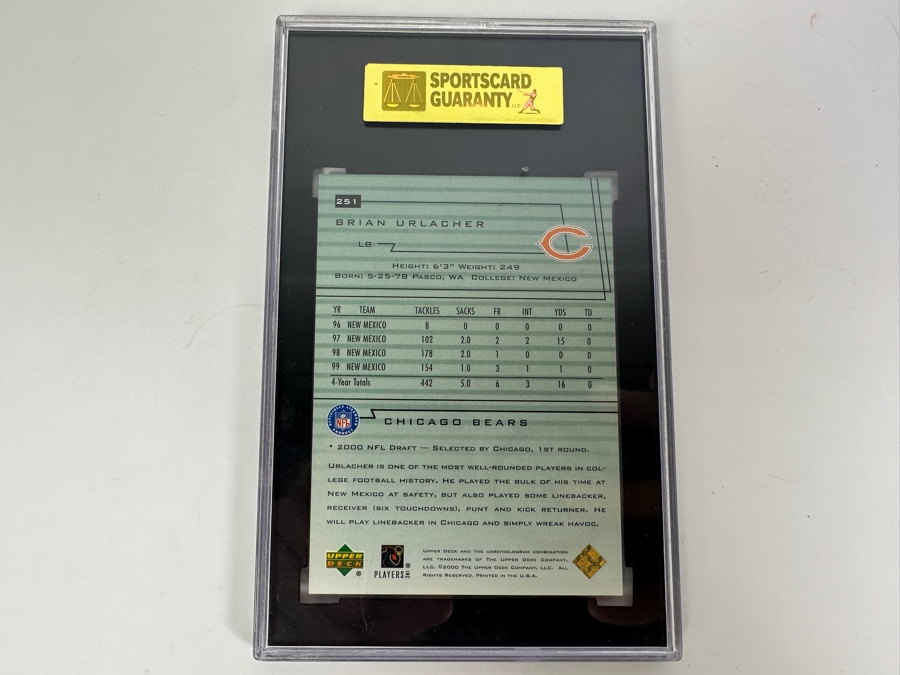 SPORTSCARD
GUARANTY LLC
251
BRIAN URLACHER
LB
HEIGHT: 6'3" WEIGHT: 249
BORN: 5-25-78 PASCO, WA COLLEGE: NEW MEXICO
YR TEAM TACKLES SACKS FR INT YDS TD
96 NEW MEXICO 8 0 0 0 0 0
97 NEW MEXICO 102 2.0 2 2 15 0
98 NEW MEXICO 178 2.0 1 0 0 0
99 NEW MEXICO 154 1.0 3 1 1 0
4-Year Totals 442 5.0 6 3 16 0
NFL
CHICAGO BEARS
• 2000 NFL DRAFT — SELECTED BY CHICAGO, 1ST ROUND.
URLACHER IS ONE OF THE MOST WELL-ROUNDED PLAYERS IN COL-
LEGE FOOTBALL HISTORY. HE PLAYED THE BULK OF HIS TIME AT
NEW MEXICO AT SAFETY, BUT ALSO PLAYED SOME LINEBACKER,
RECEIVER (SIX TOUCHDOWNS), PUNT AND KICK RETURNER. HE
WILL PLAY LINEBACKER IN CHICAGO AND SIMPLY WREAK HAVOC.
UPPER
DECK ®
PLAYERS INC ®
UPPER DECK AND THE CARD/HOLOGRAM COMBINATION
ARE TRADEMARKS OF THE UPPER DECK COMPANY,
LLC. ©2000 THE UPPER DECK COMPANY, LLC. ALL
RIGHTS RESERVED. PRINTED IN THE U.S.A.